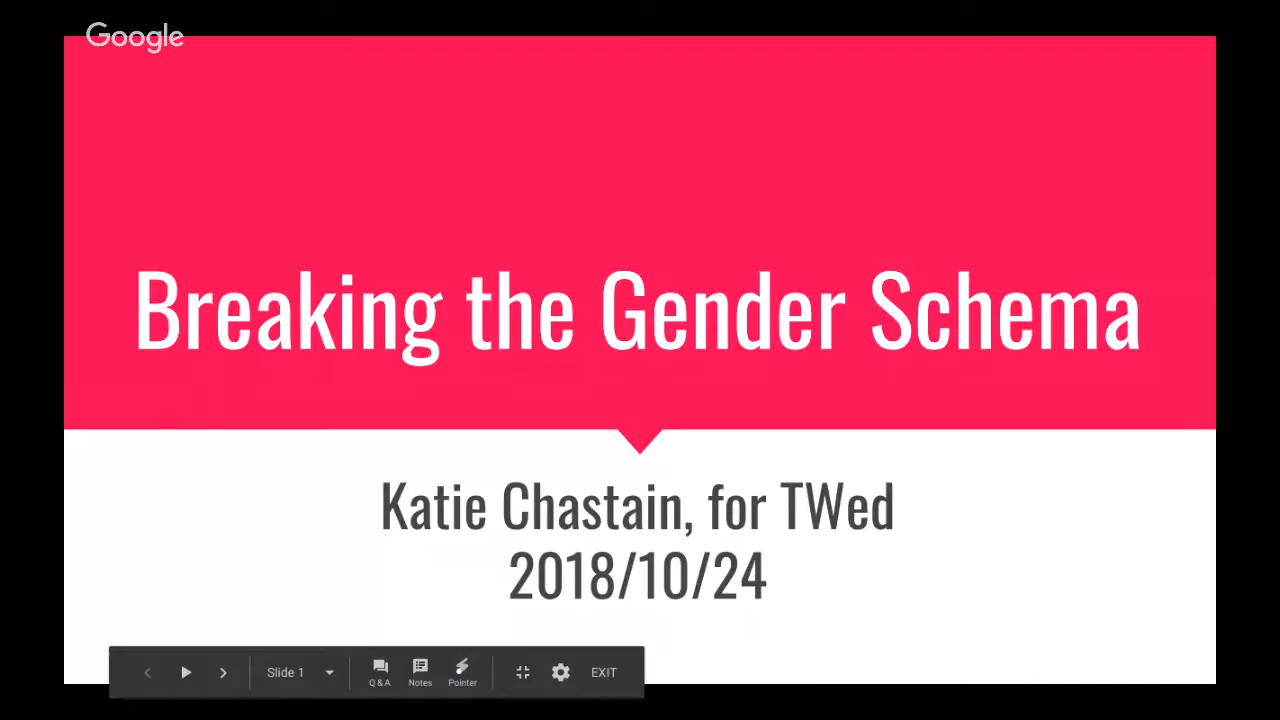 Google
Breaking the Gender Schema
Katie Chastain, for TWed
2018/10/24
Slide 1
Q & A
Notes
Pointer
EXIT